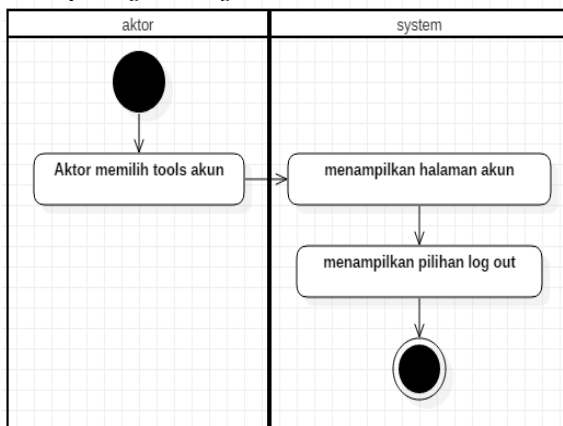 aktor
system
Aktor memilih tools akun
menampilkan halaman akun
menampilkan pilihan log out